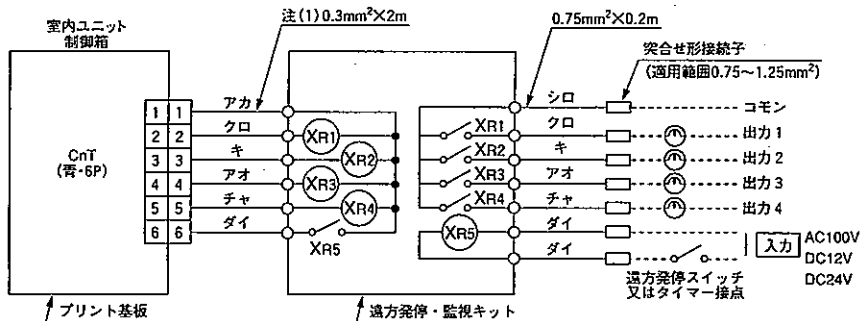 注(1)0.3mm²×2m
0.75mm²×0.2m
室内ユニット
制御箱
突合せ形接続子
(適用範囲0.75~1.25mm²)
CnT
(青・6P)
1 1 アカ
2 2 クロ
3 3 キ
4 4 アオ
5 5 チャ
6 6 ダイ
XR1
XR2
XR3
XR4
XR5
XR1
XR2
XR3
XR4
XR5
シロ コモン
クロ 出力1
キ 出力2
アオ 出力3
チャ 出力4
ダイ
ダイ
入力
AC100V
DC12V
DC24V
遠方発停スイッチ
又はタイマー接点
プリント基板
遠方発停・監視キット